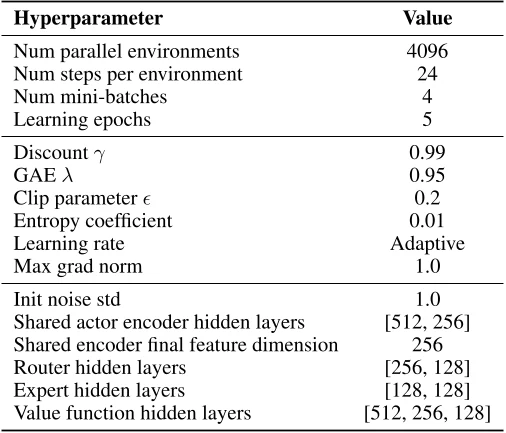 Hyperparameter Value
Num parallel environments 4096
Num steps per environment 24
Num mini-batches 4
Learning epochs 5
Discount γ 0.99
GAE λ 0.95
Clip parameter ϵ 0.2
Entropy coefficient 0.01
Learning rate Adaptive
Max grad norm 1.0
Init noise std 1.0
Shared actor encoder hidden layers [512, 256]
Shared encoder final feature dimension 256
Router hidden layers [256, 128]
Expert hidden layers [128, 128]
Value function hidden layers [512, 256, 128]